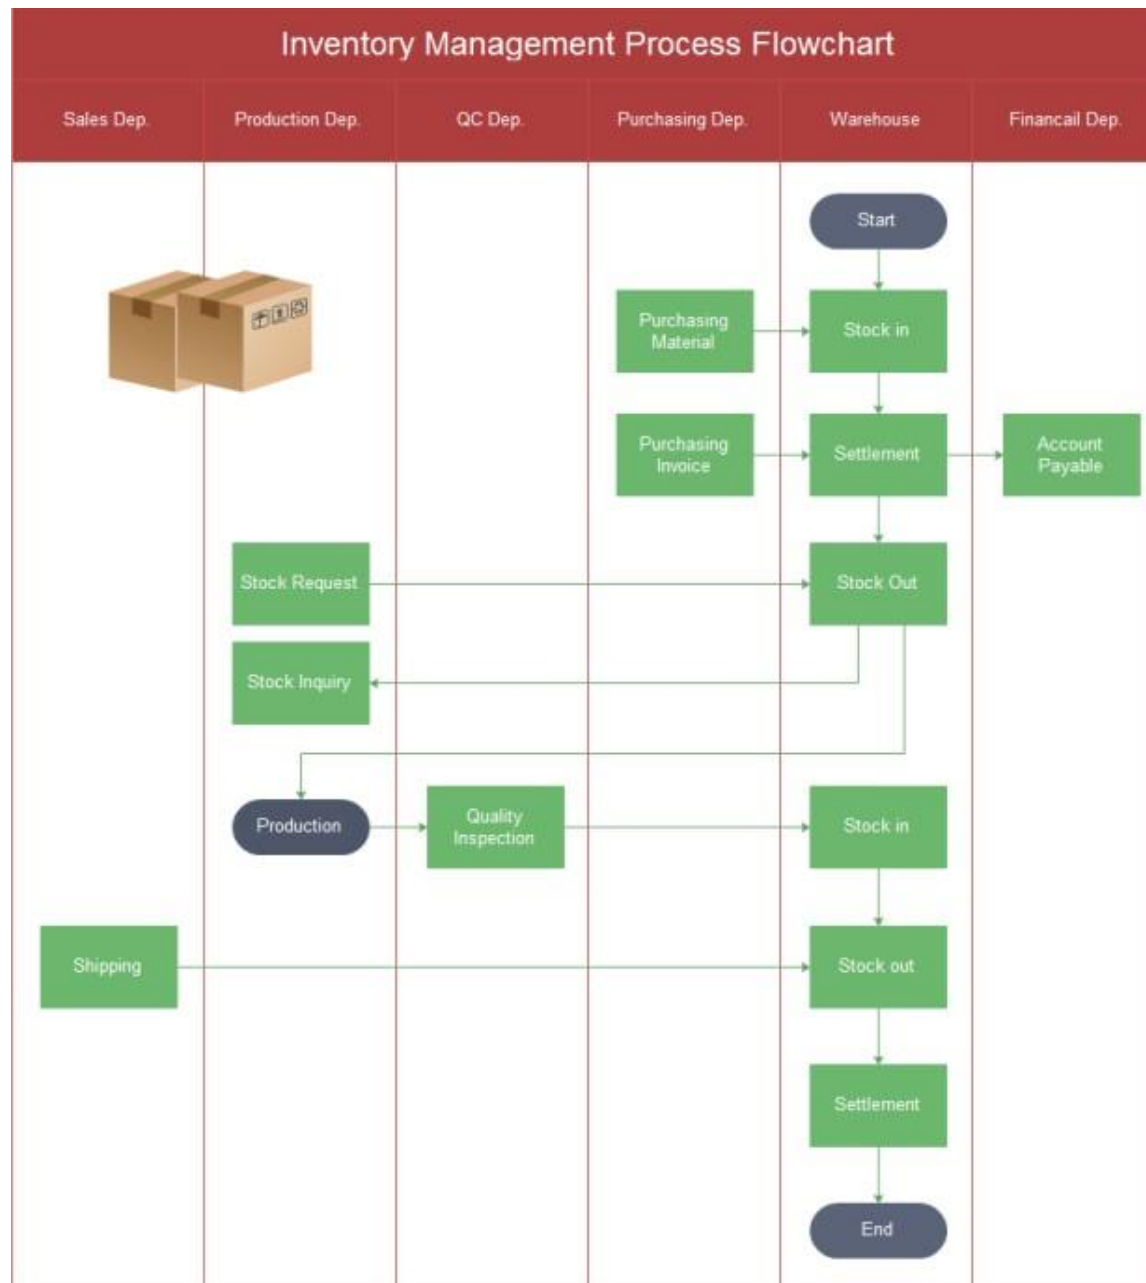 Inventory Management Process Flowchart
Sales Dep.
Production Dep.
QC Dep.
Purchasing Dep.
Warehouse
Financail Dep.
Start
Purchasing
Material
Stock in
Purchasing
Invoice
Settlement
Account
Payable
Stock Request
Stock Out
Stock Inquiry
Production
Quality
Inspection
Stock in
Shipping
Stock out
Settlement
End